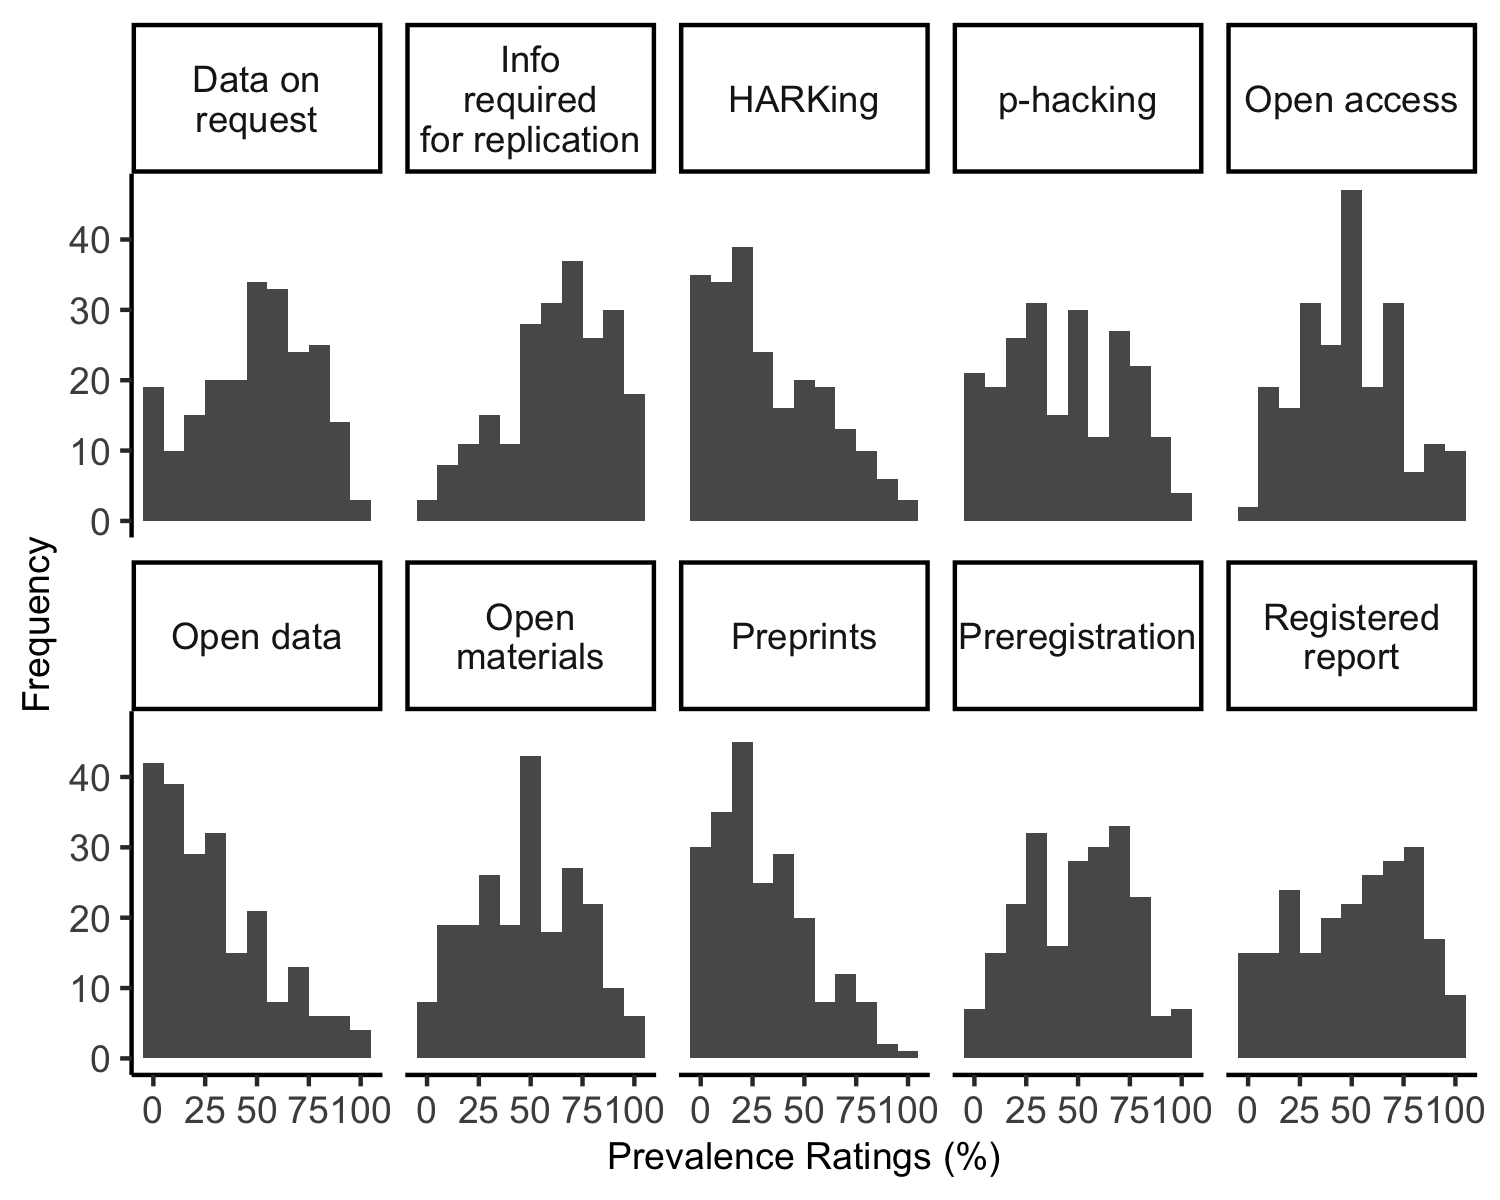 Data on
request
Info
required
for replication
HARKing
p-hacking
Open access
40
30
20
10
0
Frequency
Open data
Open
materials
Preprints
Preregistration
Registered
report
40
30
20
10
0
0 25 50 75 100
0 25 50 75 100
0 25 50 75 100
0 25 50 75 100
0 25 50 75 100
Prevalence Ratings (%)